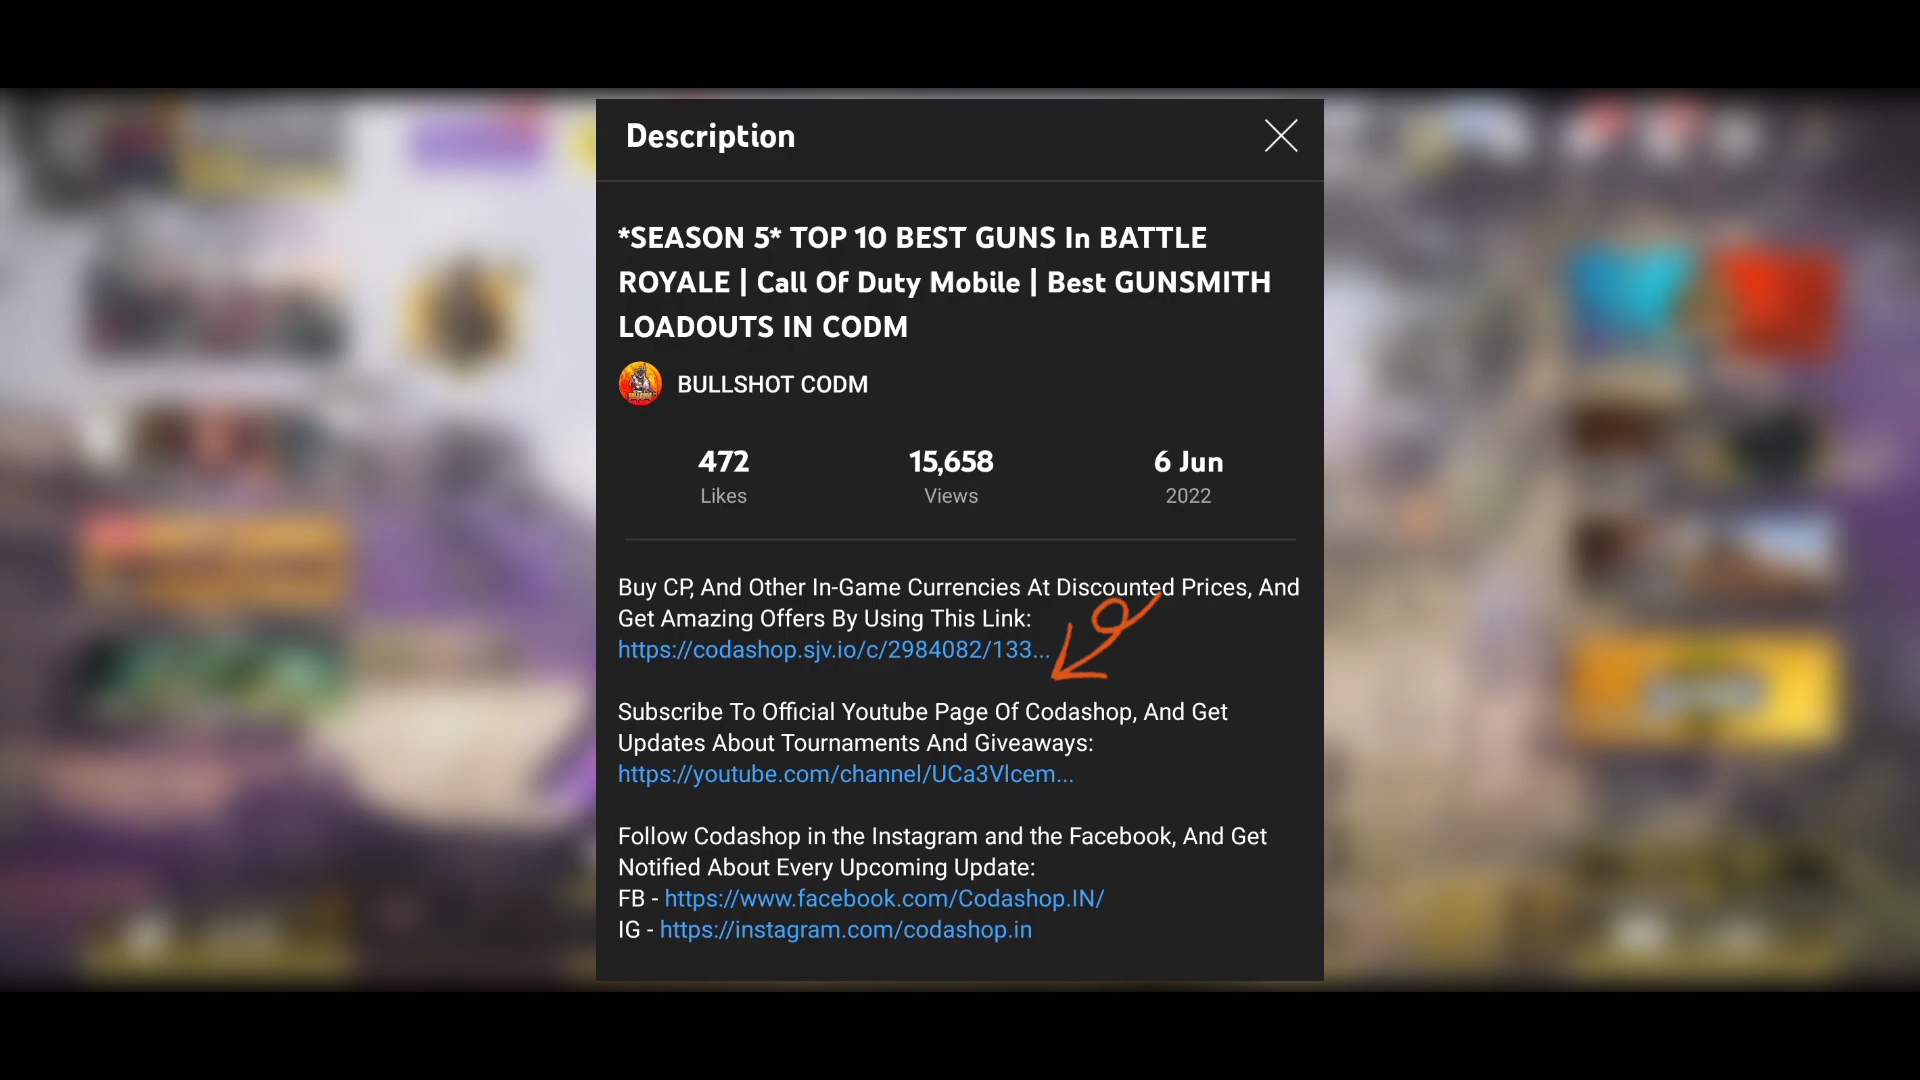 Description
*SEASON 5* TOP 10 BEST GUNS In BATTLE
ROYALE | Call Of Duty Mobile | Best GUNSMITH
LOADOUTS IN CODM
BULLSHOT CODM
472 15,658 6 Jun
Likes Views 2022
Buy CP, And Other In-Game Currencies At Discounted Prices, And
Get Amazing Offers By Using This Link:
https://codashop.sjv.io/c/2984082/133...
Subscribe To Official Youtube Page Of Codashop, And Get
Updates About Tournaments And Giveaways:
https://youtube.com/channel/UCa3Vlcem...
Follow Codashop in the Instagram and the Facebook, And Get
Notified About Every Upcoming Update:
FB - https://www.facebook.com/Codashop.IN/
IG - https://instagram.com/codashop.in